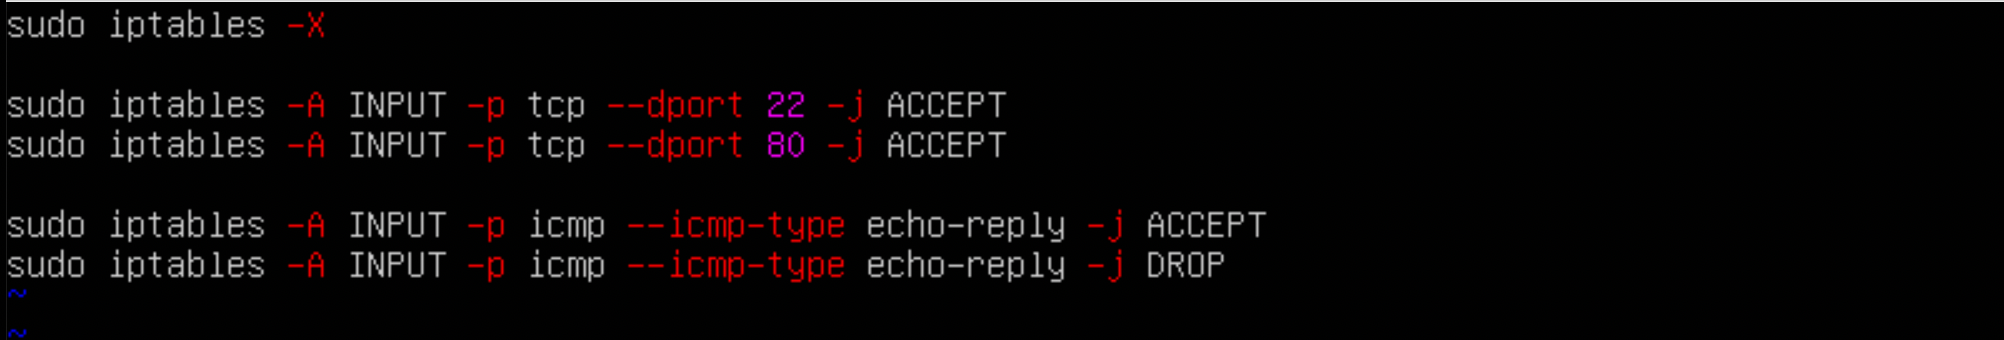 sudo iptables -X
sudo iptables -A INPUT -p tcp --dport 22 -j ACCEPT
sudo iptables -A INPUT -p tcp --dport 80 -j ACCEPT
sudo iptables -A INPUT -p icmp --icmp-type echo-reply -j ACCEPT
sudo iptables -A INPUT -p icmp --icmp-type echo-reply -j DROP
~
~